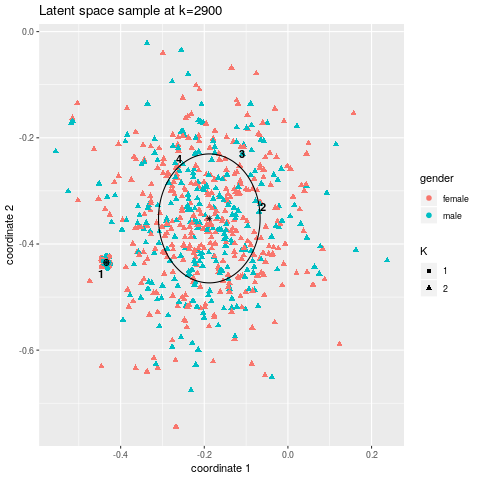 Latent space sample at k=2900
0.0
-0.2
-0.4
-0.6
-0.4
-0.2
0.0
0.2
coordinate 1
coordinate 2
1
2
3
4
gender
female
male
K
1
2